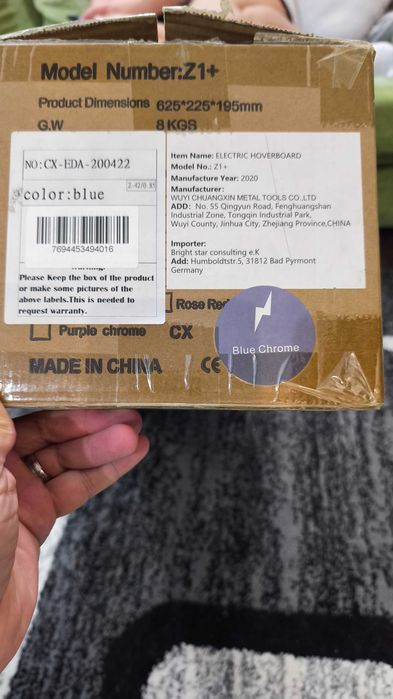 Model Number:Z1+
Product Dimensions 625*225*195mm
G.W 8 KGS
NO:CX-EDA-200422
color:blue
2-42/0.85
7694453494016
Please Keep the box of the product
or make some pictures of the
above labels.This is needed to
request warranty.
Item Name: ELECTRIC HOVERBOARD
Model No.: Z1+
Manufacture Year: 2020
Manufacturer:
WUYI CHUANGXIN METAL TOOLS CO.,LTD
ADD: No. 55 Qingyun Road, Fenghuangshan
Industrial Zone, Tongqin Industrial Park,
Wuyi County, Jinhua City, Zhejiang Province,CHINA
Importer:
Bright star consulting e.K
Add: Humboldtstr.5, 31812 Bad Pyrmont
Germany
Rose
Purple chrome CX
Blue Chrome
MADE IN CHINA CE